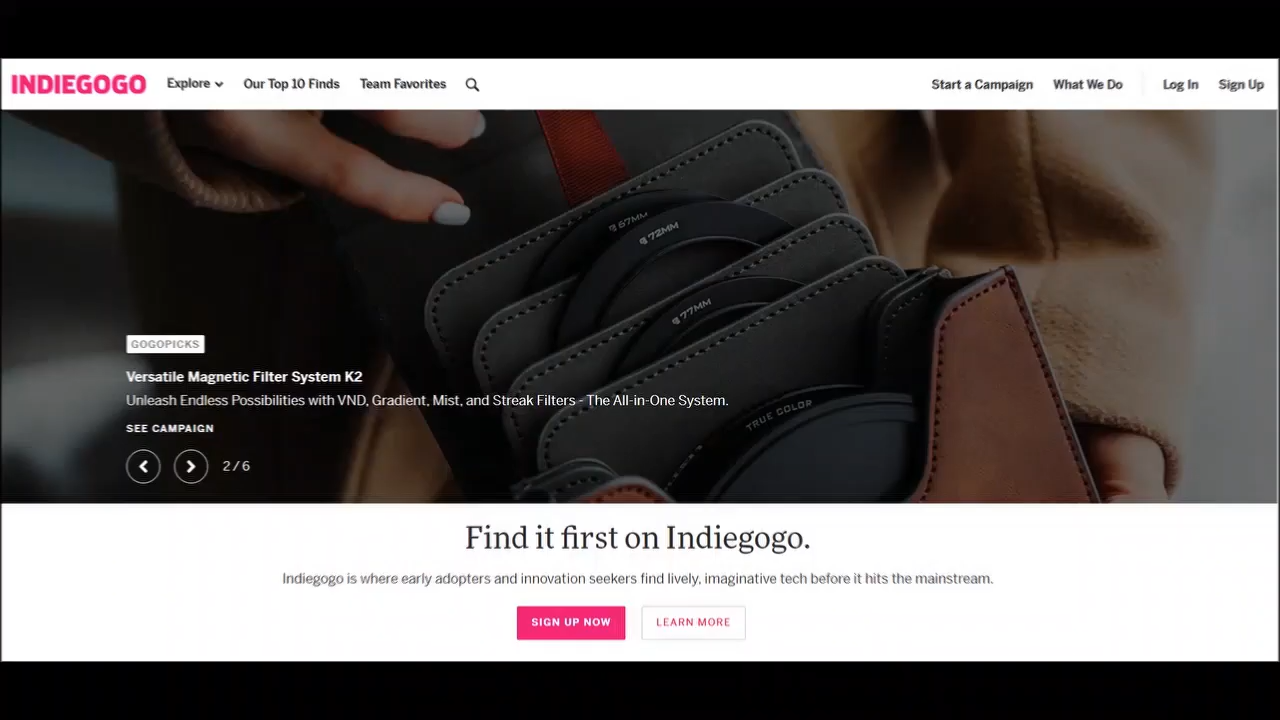 INDIEGOGO Explore Our Top 10 Finds Team Favorites Start a Campaign What We Do Log In Sign Up
67MM
72MM
77MM
TRUE COLOR
GOGOPICKS
Versatile Magnetic Filter System K2
Unleash Endless Possibilities with VND, Gradient, Mist, and Streak Filters - The All-in-One System.
SEE CAMPAIGN
2/6
Find it first on Indiegogo.
Indiegogo is where early adopters and innovation seekers find lively, imaginative tech before it hits the mainstream.
SIGN UP NOW LEARN MORE